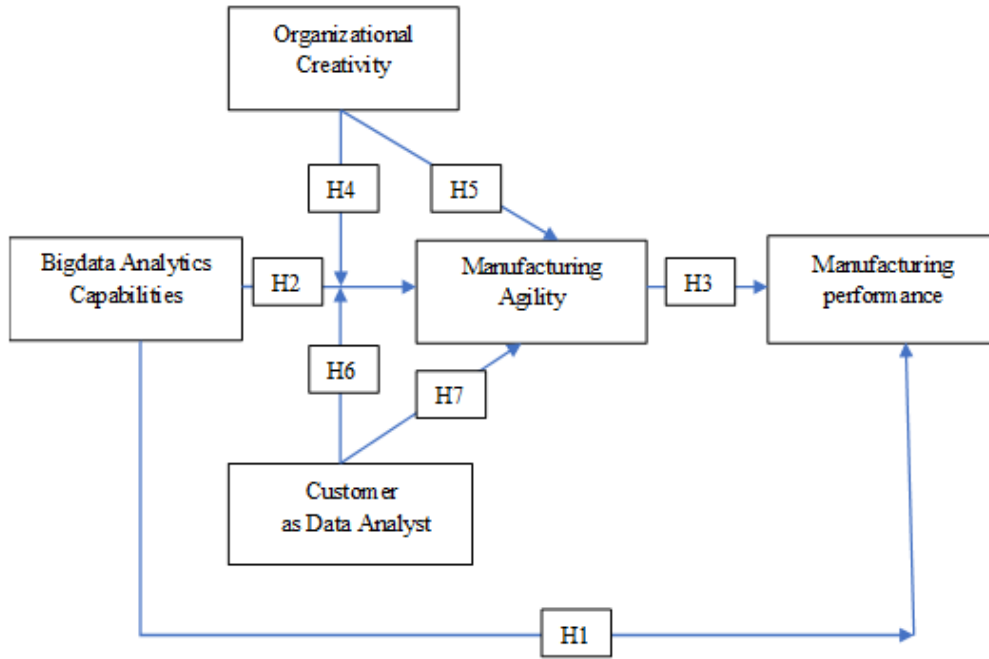 Organizational
Creativity
H4
H5
Bigdata Analytics
Capabilities
H2
Manufacturing
Agility
H3
Manufacturing
performance
H6
H7
Customer
as Data Analyst
H1